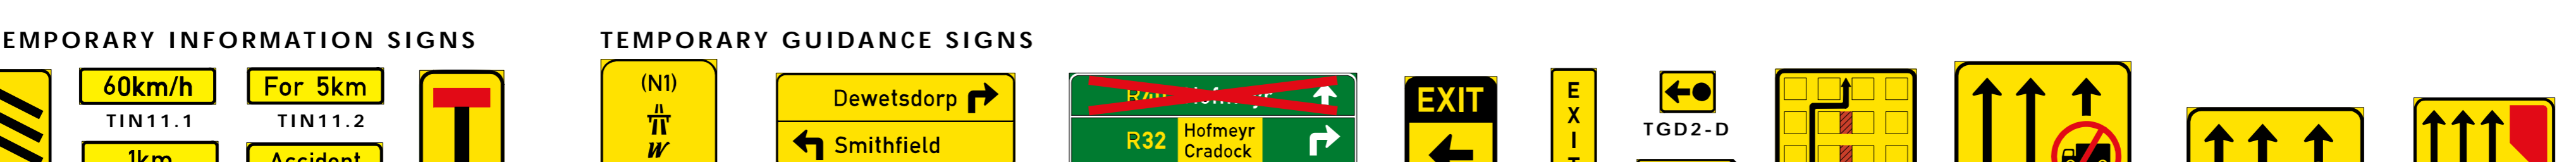 EMPORARY INFORMATION SIGNS
TEMPORARY GUIDANCE SIGNS
60km/h
TIN11.1
For 5km
TIN11.2
1km
Accident
(N1)
W
Dewetsdorp
Smithfield
R32
Hofmeyr
Cradock
EXIT
EXIT
TGD2-D